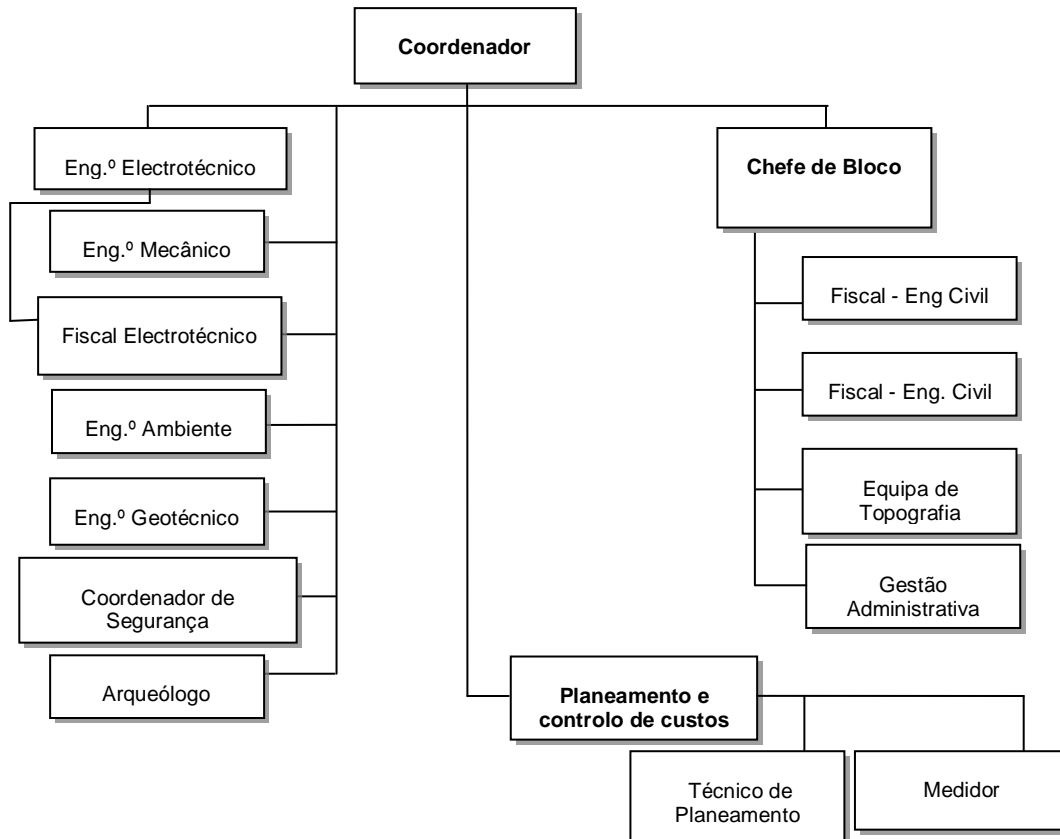 Coordenador
Eng.º Electrotécnico
Chefe de Bloco
Eng.º Mecânico
Fiscal - Eng Civil
Fiscal Electrotécnico
Fiscal - Eng. Civil
Eng.º Ambiente
Equipa de
Topografia
Eng.º Geotécnico
Coordenador de
Segurança
Gestão
Administrativa
Arqueólogo
Planeamento e
controlo de custos
Técnico de
Planeamento
Medidor